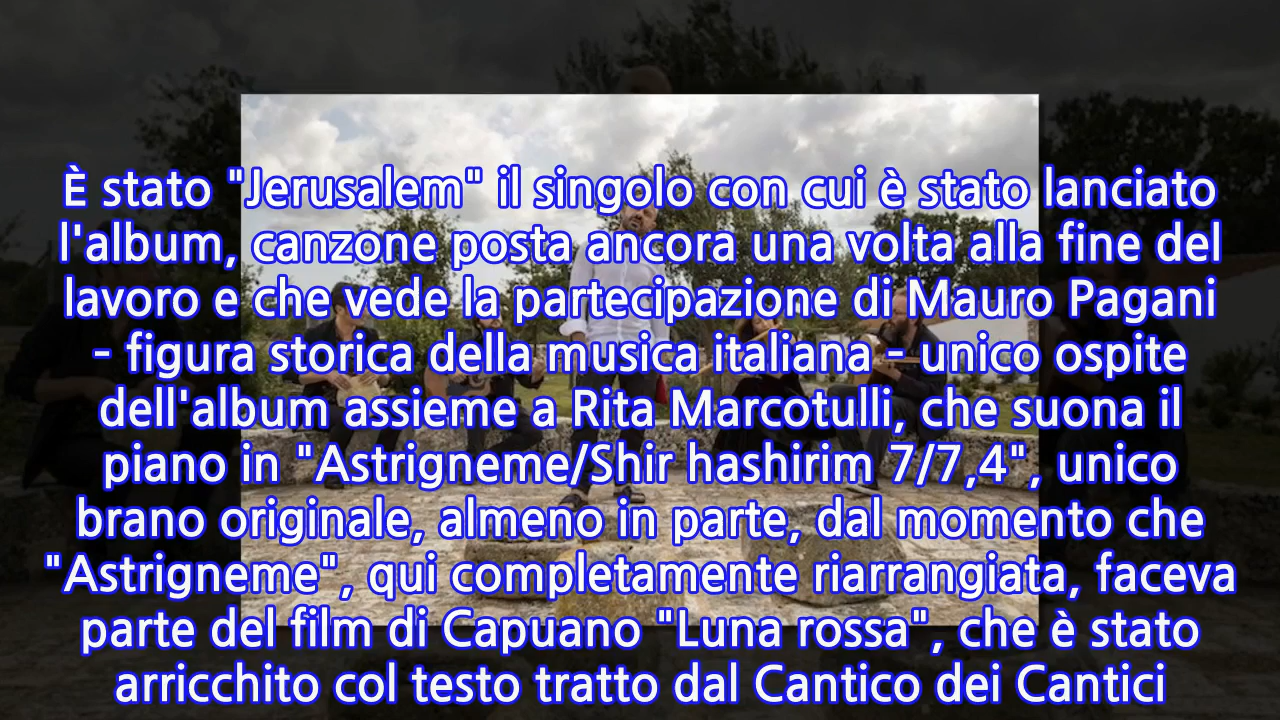 È stato "Jerusalem" il singolo con cui è stato lanciato
l'album, canzone posta ancora una volta alla fine del
lavoro e che vede la partecipazione di Mauro Pagani
- figura storica della musica italiana - unico ospite
dell'album assieme a Rita Marcotulli, che suona il
piano in "Astrigneme/Shir hashirim 7/7,4", unico
brano originale, almeno in parte, dal momento che
"Astrigneme", qui completamente riarrangiata, faceva
parte del film di Capuano "Luna rossa", che è stato
arricchito col testo tratto dal Cantico dei Cantici